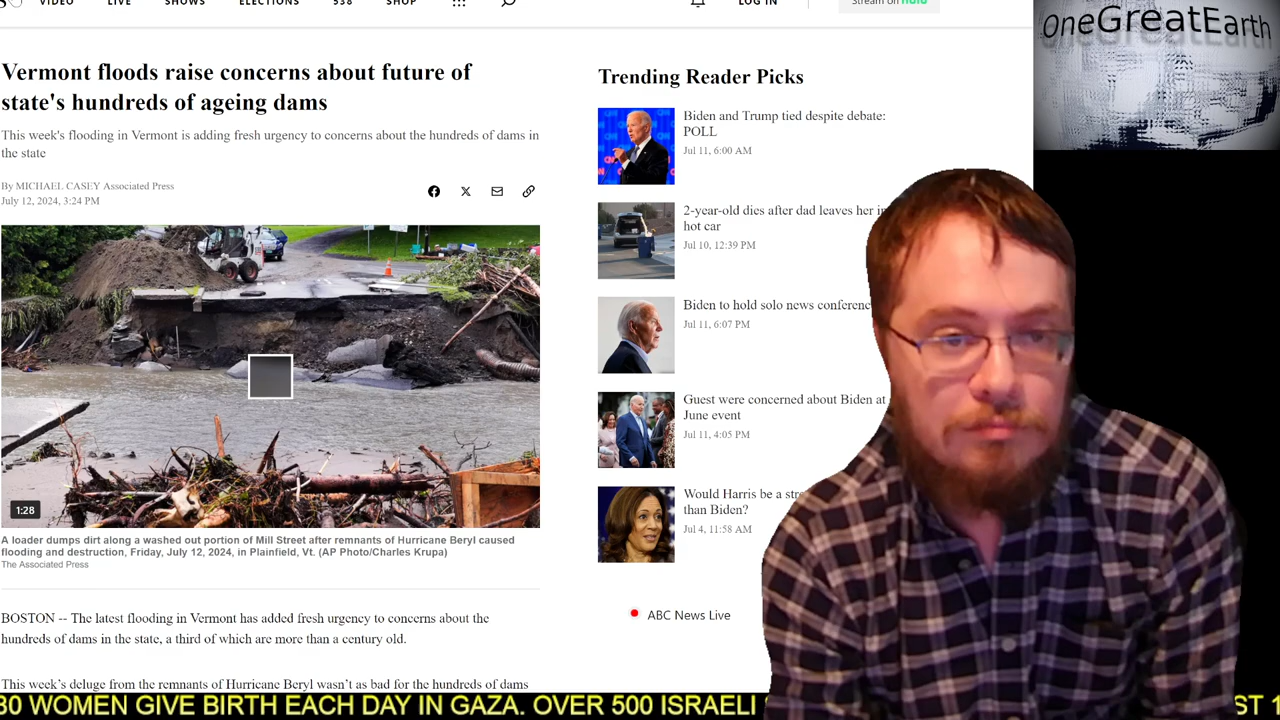 VIDEO LIVE SHOWS ELECTIONS 538 SHOP LOG IN Stream on hulu
OneGreatEarth
Vermont floods raise concerns about future of
state's hundreds of ageing dams
This week's flooding in Vermont is adding fresh urgency to concerns about the hundreds of dams in
the state
By MICHAEL CASEY Associated Press
July 12, 2024, 3:24 PM
1:28
A loader dumps dirt along a washed out portion of Mill Street after remnants of Hurricane Beryl caused
flooding and destruction, Friday, July 12, 2024, in Plainfield, Vt. (AP Photo/Charles Krupa)
The Associated Press
BOSTON -- The latest flooding in Vermont has added fresh urgency to concerns about the
hundreds of dams in the state, a third of which are more than a century old.
This week's deluge from the remnants of Hurricane Beryl wasn't as bad for the hundreds of dams
Trending Reader Picks
Biden and Trump tied despite debate:
POLL
Jul 11, 6:00 AM
2-year-old dies after dad leaves her in
hot car
Jul 10, 12:39 PM
Biden to hold solo news conference
Jul 11, 6:07 PM
Guest were concerned about Biden at
June event
Jul 11, 4:05 PM
Would Harris be a
than Biden?
Jul 4, 11:58 AM
ABC News Live
80 WOMEN GIVE BIRTH EACH DAY IN GAZA. OVER 500 ISRAELI